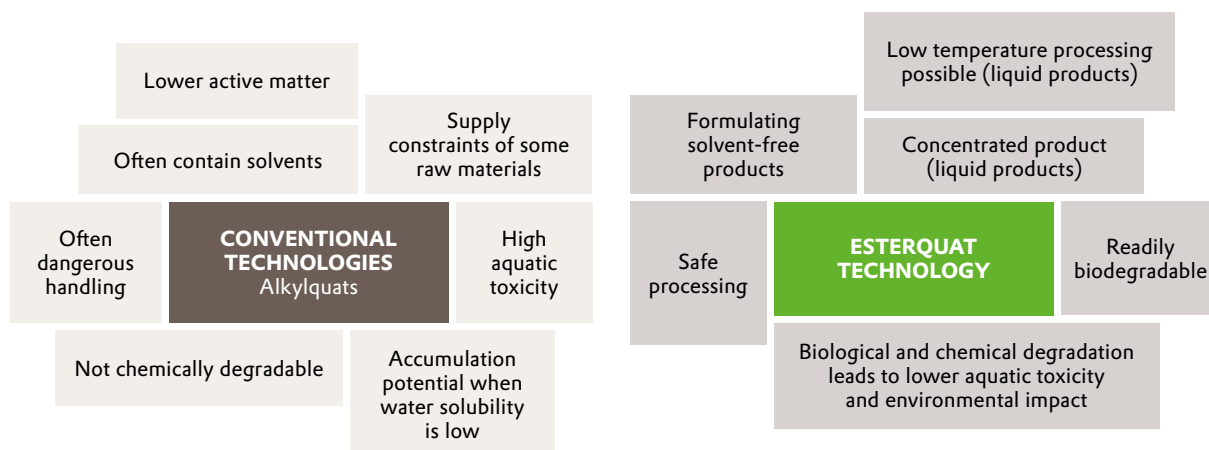 Lower active matter
Often contain solvents
Supply
constraints of some
raw materials
Often
dangerous
handling
CONVENTIONAL
TECHNOLOGIES
Alkylquats
High
aquatic
toxicity
Not chemically degradable
Accumulation
potential when
water solubility
is low
Low temperature processing
possible (liquid products)
Formulating
solvent-free
products
Concentrated product
(liquid products)
Safe
processing
ESTERQUAT
TECHNOLOGY
Readily
biodegradable
Biological and chemical degradation
leads to lower aquatic toxicity
and environmental impact